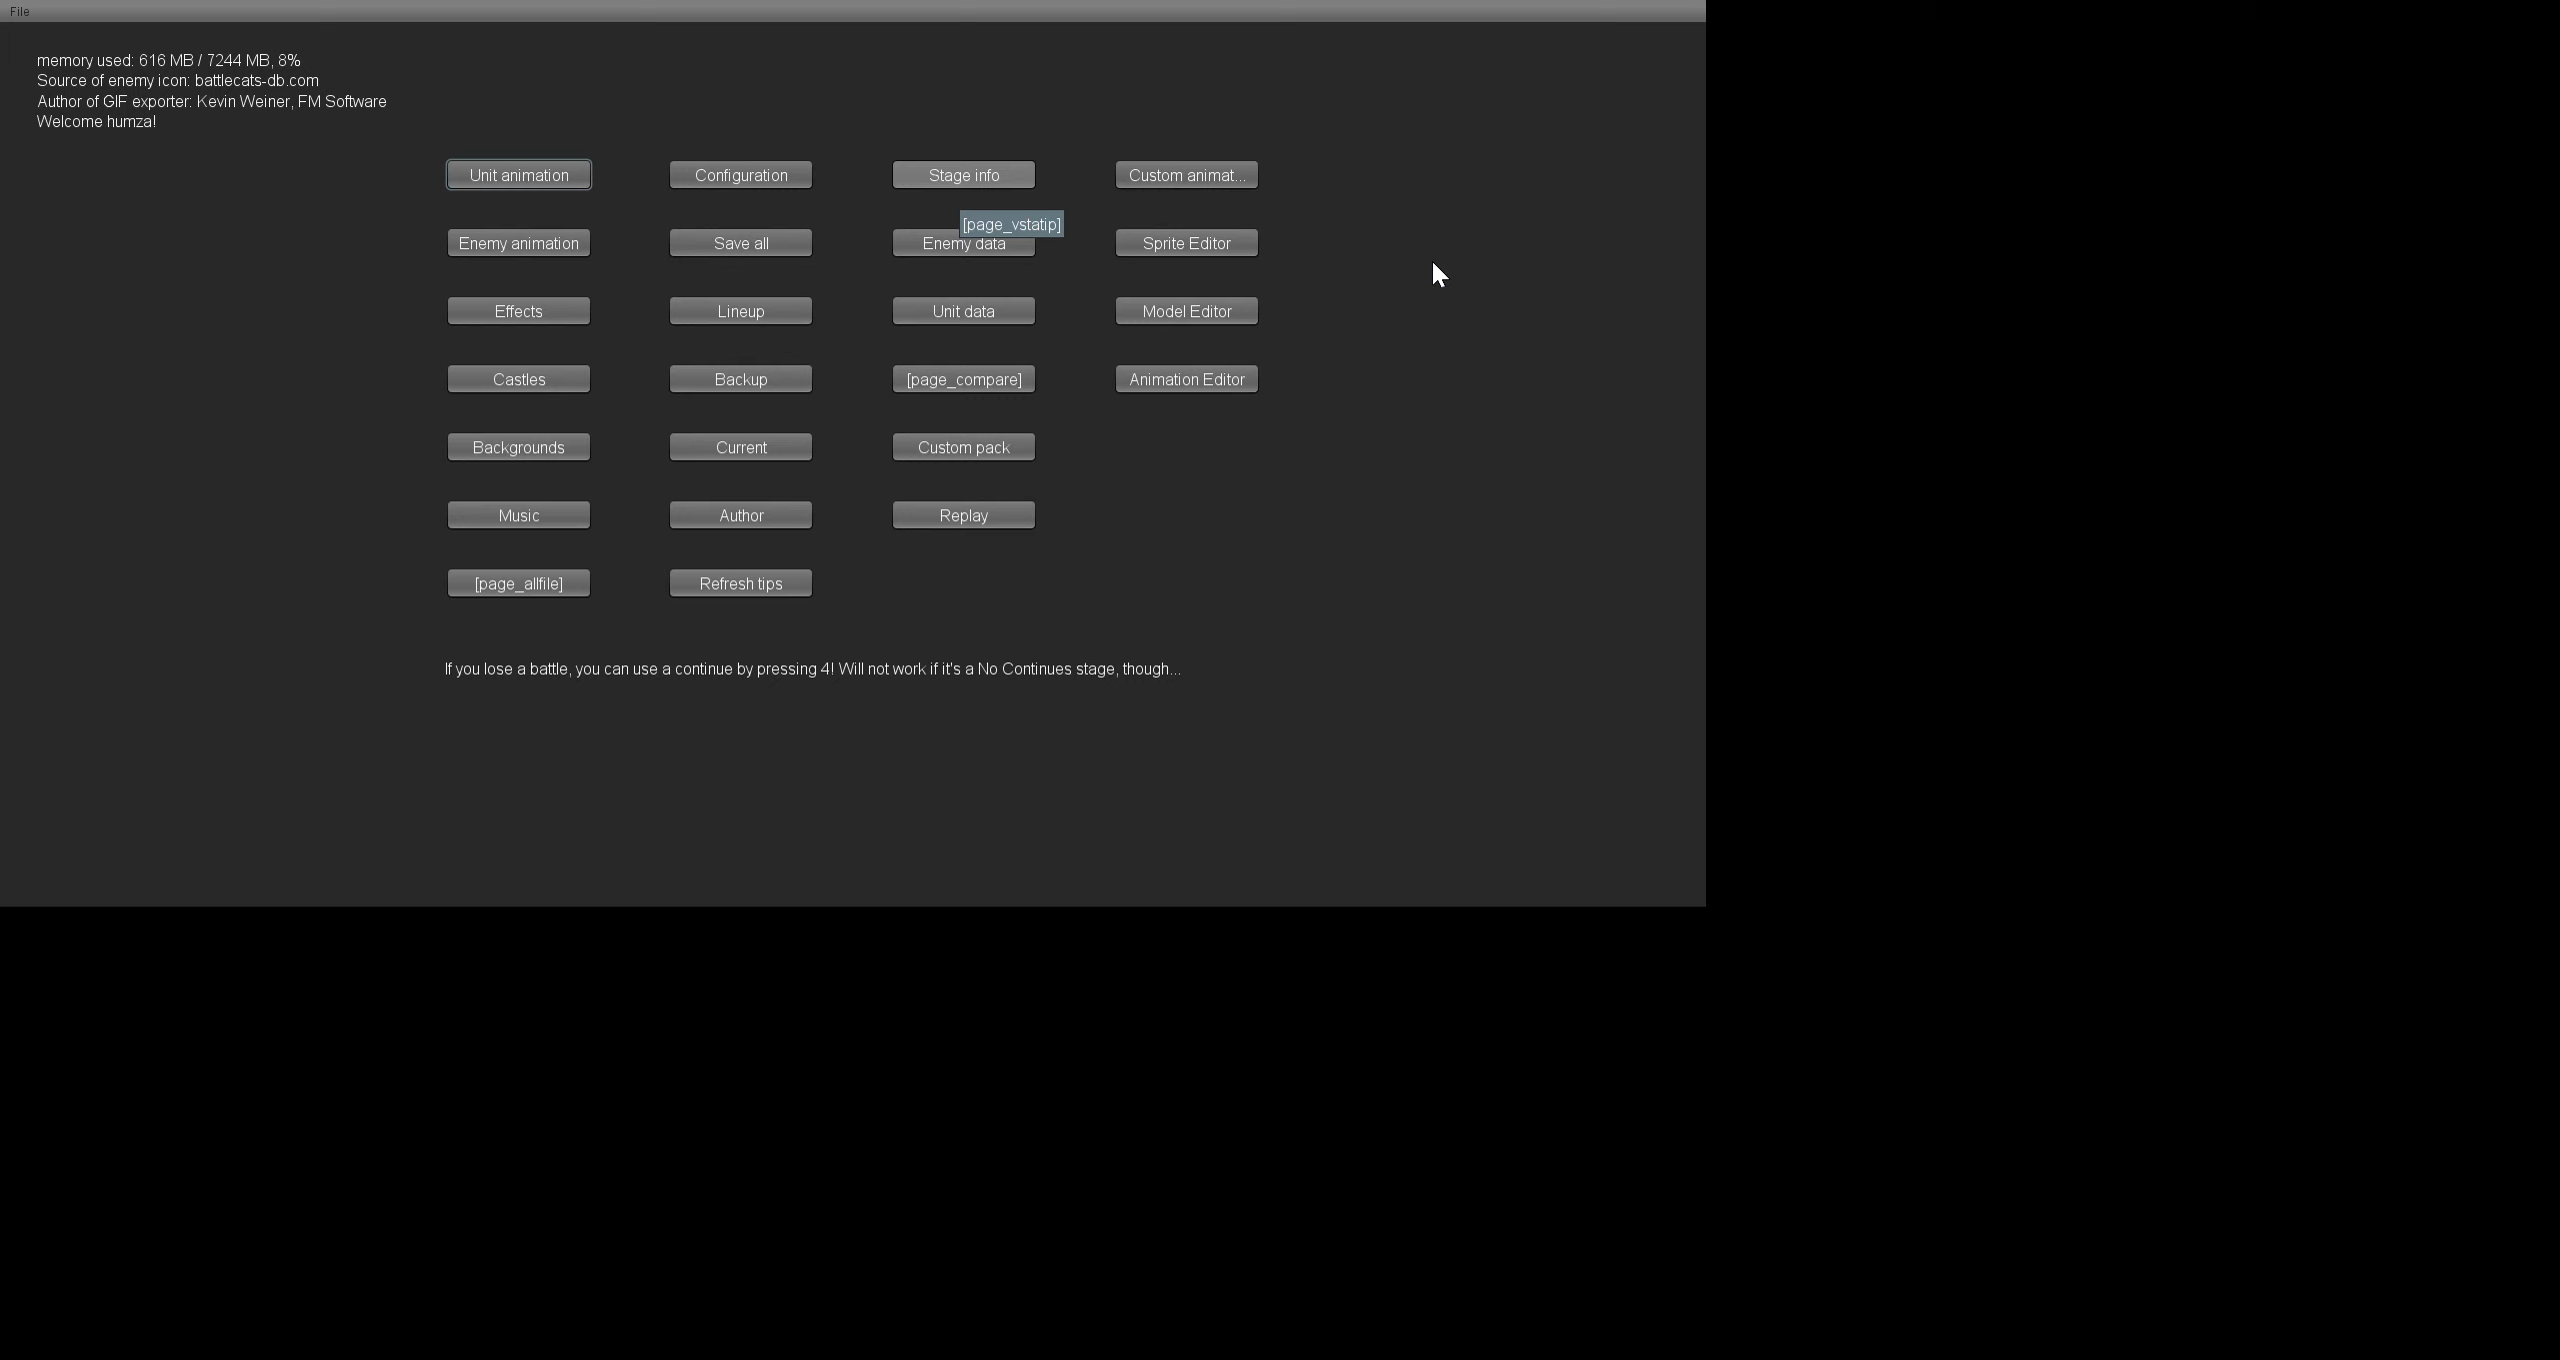 File
memory used: 616 MB / 7244 MB, 8%
Source of enemy icon: battlecats-db.com
Author of GIF exporter: Kevin Weiner, FM Software
Welcome humza!
Unit animation
Configuration
Stage info
Custom animat...
[page_vstatip]
Enemy animation
Save all
Enemy data
Sprite Editor
Effects
Lineup
Unit data
Model Editor
Castles
Backup
[page_compare]
Animation Editor
Backgrounds
Current
Custom pack
Music
Author
Replay
[page_allfile]
Refresh tips
If you lose a battle, you can use a continue by pressing 4! Will not work if it's a No Continues stage, though...